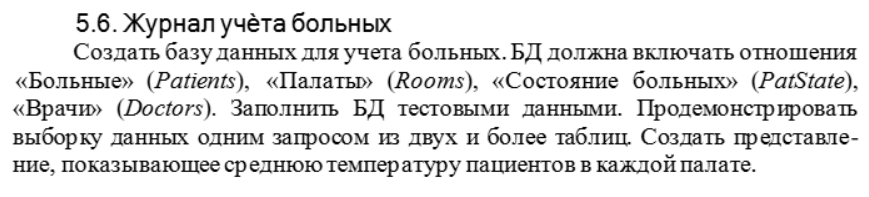 5.6. Журнал учѐта больных
Создать базу данных для учета больных. БД должна включать отношения
«Больные» (Patients), «Палаты» (Rooms), «Состояние больных» (PatState),
«Врачи» (Doctors). Заполнить БД тестовыми данными. Продемонстрировать
выборку данных одним запросом из двух и более таблиц. Создать представле-
ние, показывающее среднюю температуру пациентов в каждой палате.